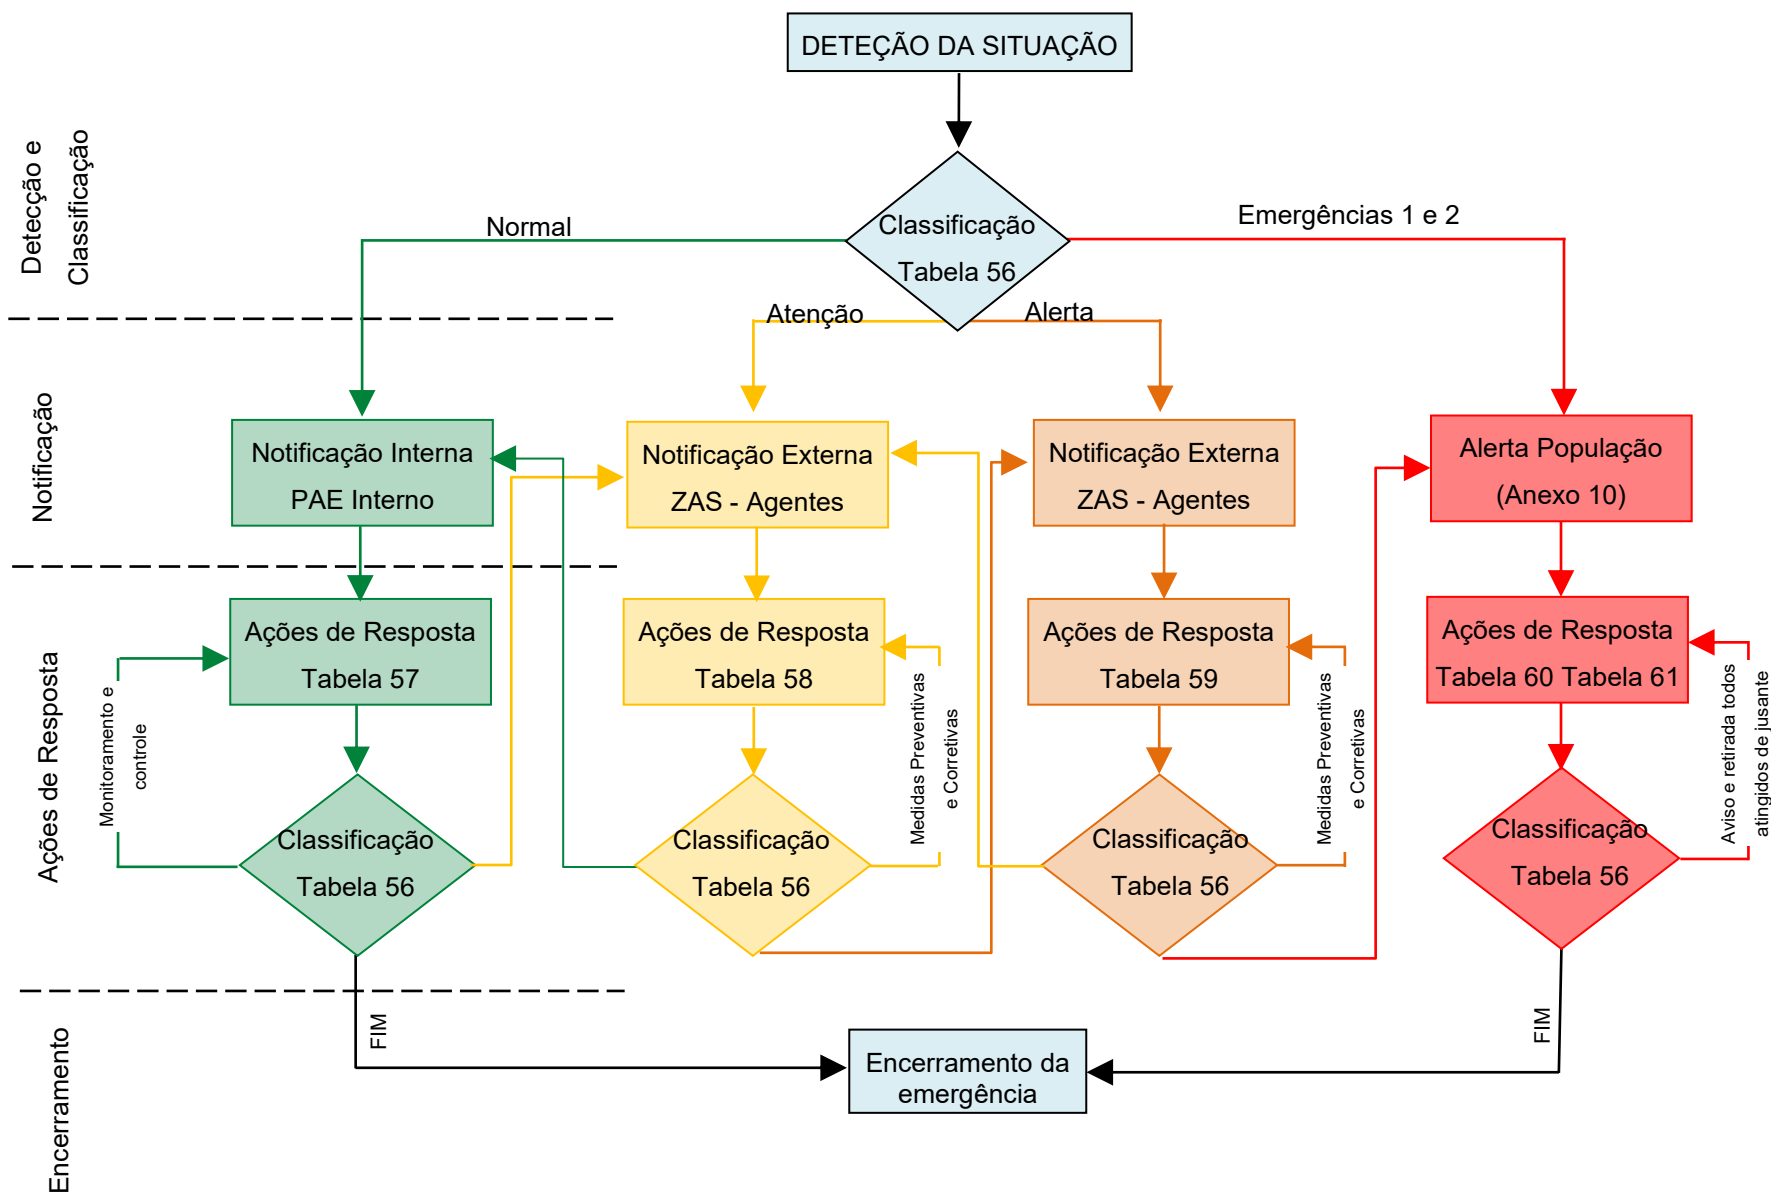 DETEÇÃO DA SITUAÇÃO
Detecção e
Classificação
Classificação
Tabela 56
Normal
Emergências 1 e 2
Atenção
Alerta
Notificação
Notificação Interna
PAE Interno
Notificação Externa
ZAS - Agentes
Notificação Externa
ZAS - Agentes
Alerta População
(Anexo 10)
Ações de Resposta
Ações de Resposta
Tabela 57
Ações de Resposta
Tabela 58
Ações de Resposta
Tabela 59
Ações de Resposta
Tabela 60 Tabela 61
Monitoramento e
controle
Medidas Preventivas
e Corretivas
Medidas Preventivas
e Corretivas
Aviso e retirada todos
atingidos de jusante
Classificação
Tabela 56
Classificação
Tabela 56
Classificação
Tabela 56
Classificação
Tabela 56
FIM
FIM
Encerramento
Encerramento da
emergência